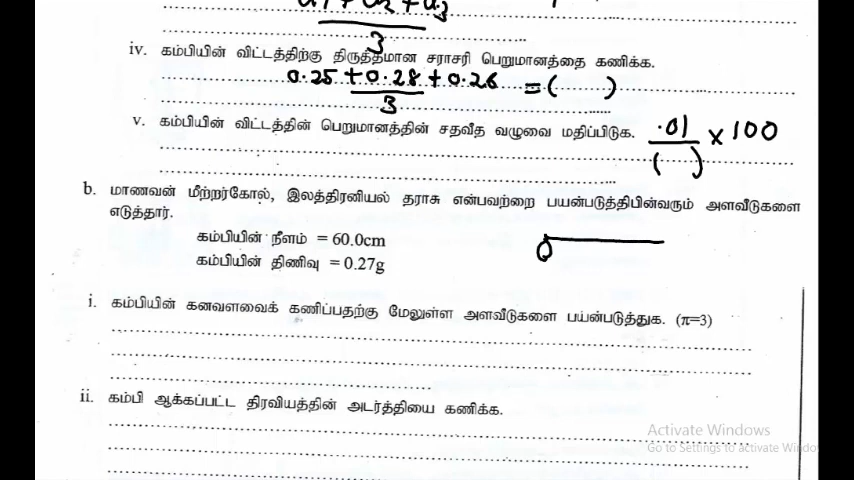 3
iv. கம்பியின் விட்டத்திற்கு திருத்தமான சராசரி பெறுமானத்தை கணிக்க.
0.25 + 0.28 + 0.26 = ( )
3
v. கம்பியின் விட்டத்தின் பெறுமானத்தின் சதவீத வழுவை மதிப்பிடுக. .01 × 100
( )
b. மாணவன் மீற்றர்கோல், இலத்திரனியல் தராசு என்பவற்றை பயன்படுத்திபின்வரும் அளவீடுகளை
எடுத்தார்.
கம்பியின் நீளம் = 60.0cm
கம்பியின் திணிவு = 0.27g
i. கம்பியின் கனவளவைக் கணிப்பதற்கு மேலுள்ள அளவீடுகளை பயன்படுத்துக. (π=3)
ii. கம்பி ஆக்கப்பட்ட திரவியத்தின் அடர்த்தியை கணிக்க.
Activate Windows
Go to Settings to activate Windo